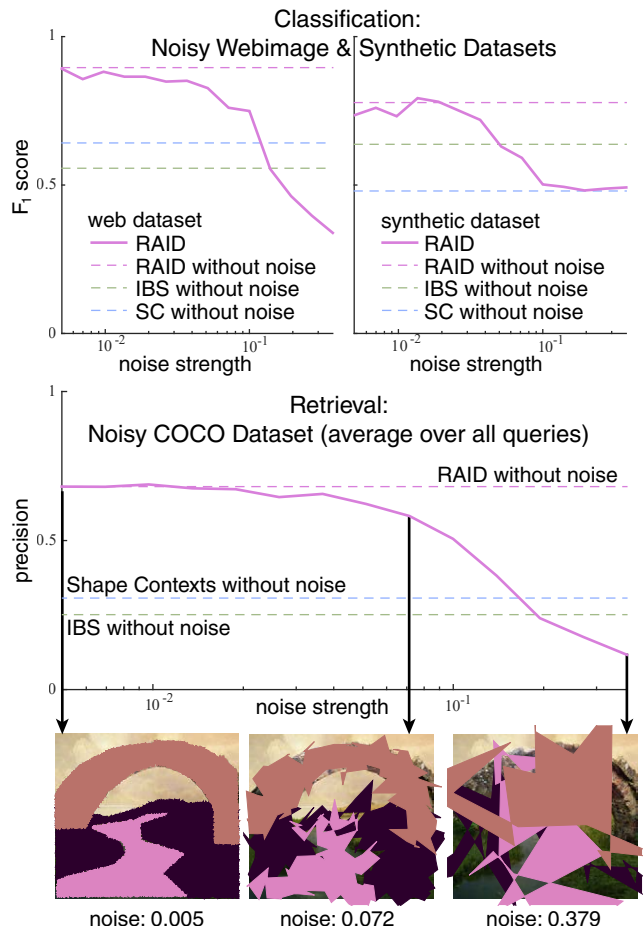 Classification:
Noisy Webimage & Synthetic Datasets
1
0.5
0
F1 score
web dataset
RAID
RAID without noise
IBS without noise
SC without noise
10-2
10-1
noise strength
synthetic dataset
RAID
RAID without noise
IBS without noise
SC without noise
10-2
10-1
noise strength
Retrieval:
Noisy COCO Dataset (average over all queries)
1
0.5
0
precision
RAID without noise
Shape Contexts without noise
IBS without noise
10-2
noise strength
10-1
noise: 0.005
noise: 0.072
noise: 0.379